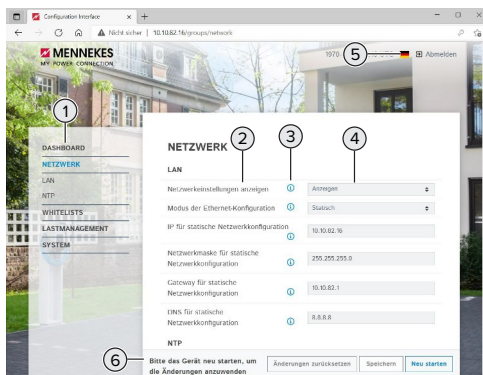 Configuration Interface
Nicht sicher | 10.10.82.16/groups/network
MENNEKES
MY POWER CONNECTION
1970-
Abmelden
5
1
2
3
4
DASHBOARD
NETZWERK
LAN
NTP
WHITELISTS
LASTMANAGEMENT
SYSTEM
NETZWERK
LAN
Netzwerkeinstellungen anzeigen
Anzeigen
Modus der Ethernet-Konfiguration
Statisch
IP für statische Netzwerkkonfiguration
10.10.82.16
Netzwerkmaske für statische
Netzwerkkonfiguration
255.255.255.0
Gateway für statische
Netzwerkkonfiguration
10.10.82.1
DNS für statische
Netzwerkkonfiguration
8.8.8.8
NTP
6
Bitte das Gerät neu starten, um
die Änderungen anzuwenden
Änderungen zurücksetzen
Speichern
Neu starten